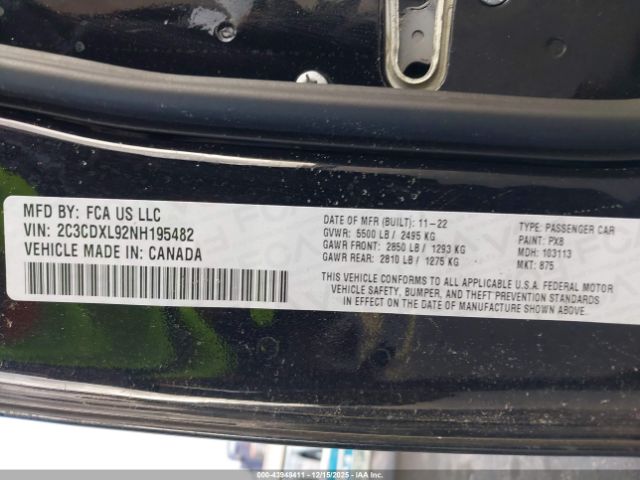 MFD BY: FCA US LLC
VIN: 2C3CDXL92NH195482
VEHICLE MADE IN: CANADA
DATE OF MFR (BUILT): 11-22
GVWR: 5500 LB / 2495 KG
GAWR FRONT: 2850 LB / 1293 KG
GAWR REAR: 2810 LB / 1275 KG
TYPE: PASSENGER CAR
PAINT: PX8
MDH: 103113
MKT: 875
THIS VEHICLE CONFORMS TO ALL APPLICABLE U.S.A. FEDERAL MOTOR
VEHICLE SAFETY, BUMPER, AND THEFT PREVENTION STANDARDS
IN EFFECT ON THE DATE OF MANUFACTURE SHOWN ABOVE.
000-43948411 - 12/15/2025 - COPYRIGHT IAA, LLC